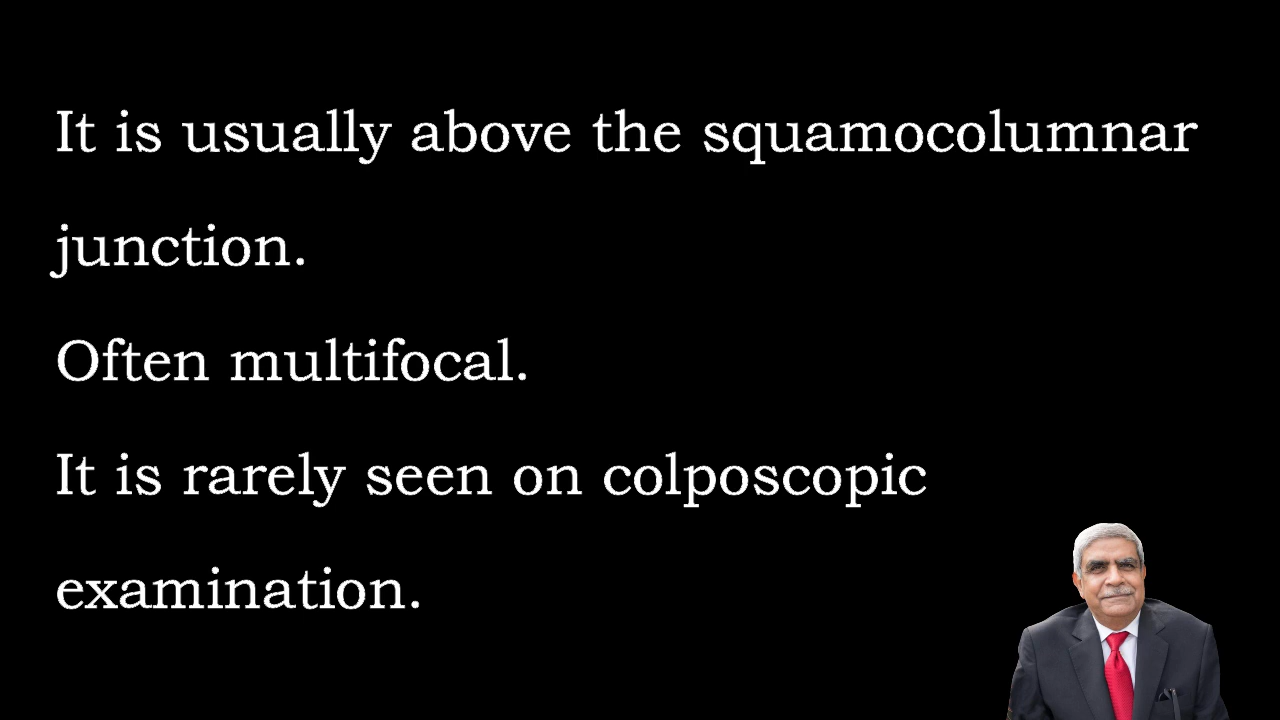 It is usually above the squamocolumnar
junction.
Often multifocal.
It is rarely seen on colposcopic
examination.